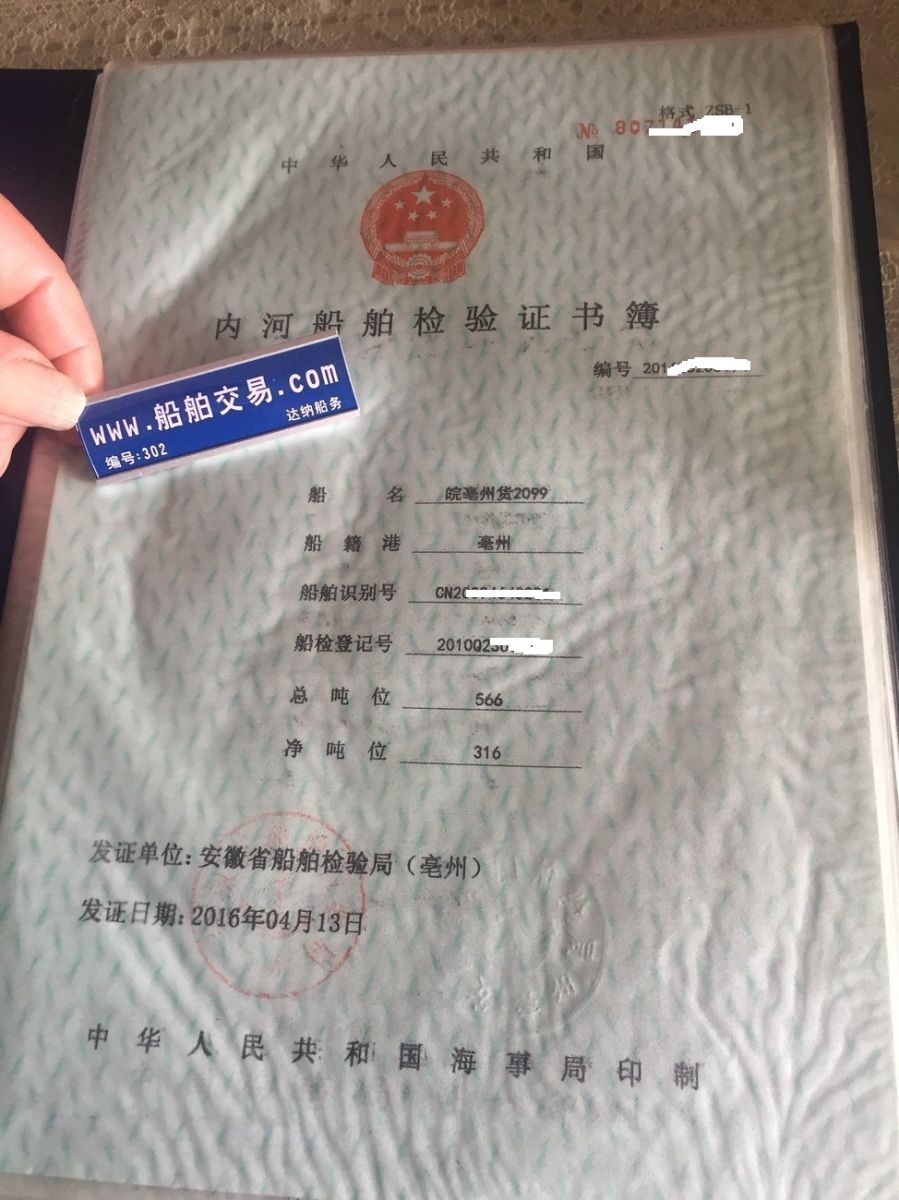 格式 ZSB-1
№ 80714
中华人民共和国
内河船舶检验证书簿
编号 201
www.船舶交易.com
达纳船务
编号:302
船名 皖亳州货2099
船籍港 亳州
船舶识别号 CN20
船检登记号 2010Q230
总吨位 566
净吨位 316
发证单位: 安徽省船舶检验局（亳州）
发证日期: 2016年04月13日
中华人民共和国海事局印制